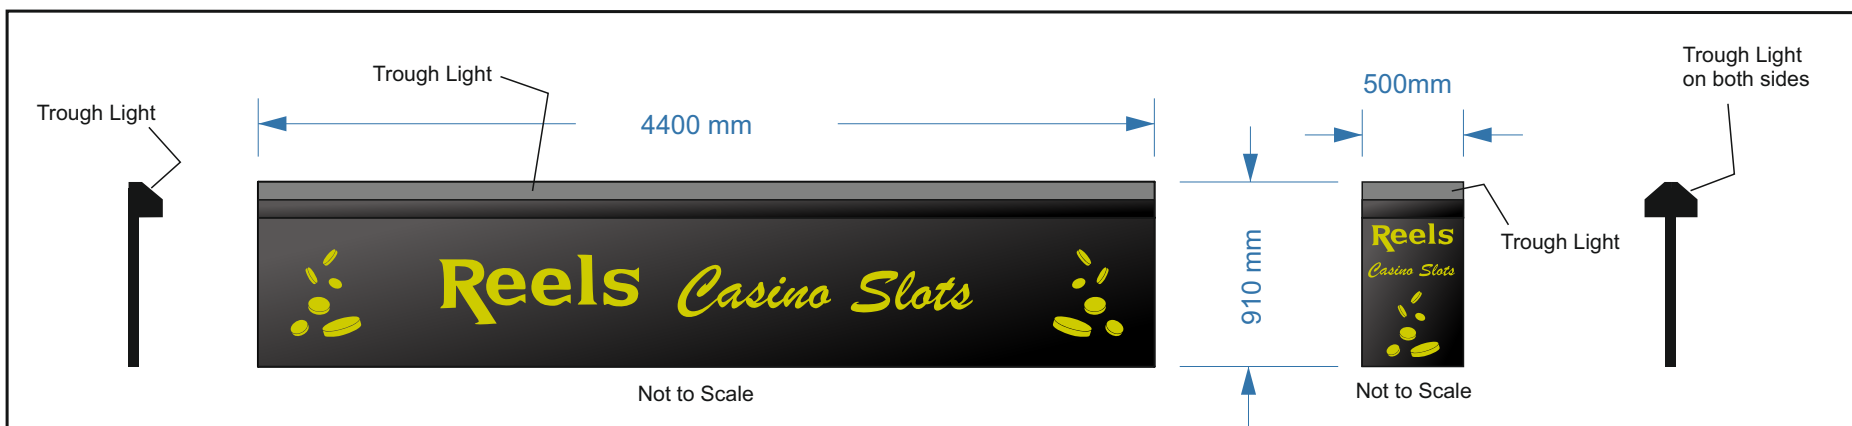 Trough Light
Trough Light
4400 mm
500mm
Trough Light
on both sides
Reels Casino Slots
910 mm
Reels
Casino Slots
Trough Light
Not to Scale
Not to Scale